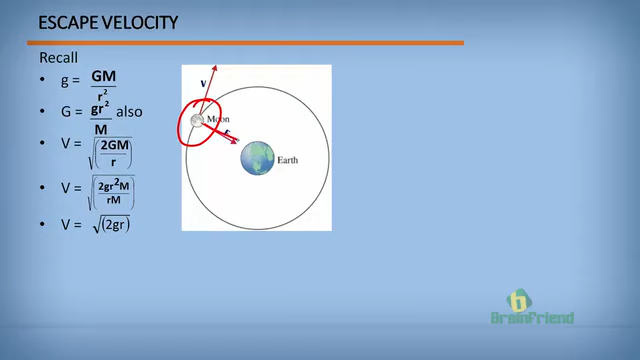 ESCAPE VELOCITY
Recall
• g = GM/r²
• G = gr²/M also
• V = √(2GM/r)
• V = √(2gr²M/rM)
• V = √(2gr)
V
Moon
r
Earth
b
BrainFriend